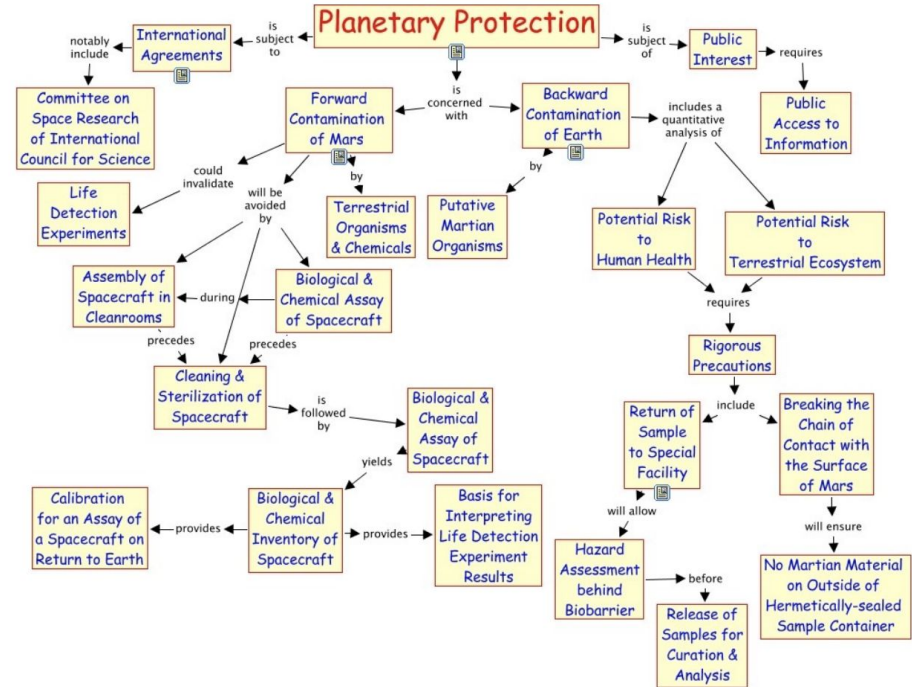 Planetary Protection
is
subject
to
International
Agreements
notably
include
Committee on
Space Research
of International
Council for Science
is
subject
of
Public
Interest
requires
Public
Access to
Information
is
concerned
with
Forward
Contamination
of Mars
could
invalidate
Life
Detection
Experiments
will be
avoided
by
by
Terrestrial
Organisms
& Chemicals
Backward
Contamination
of Earth
by
Putative
Martian
Organisms
includes a
quantitative
analysis of
Potential Risk
to
Human Health
Potential Risk
to
Terrestrial Ecosystem
requires
Rigorous
Precautions
include
Assembly of
Spacecraft in
Cleanrooms
during
Biological &
Chemical Assay
of Spacecraft
precedes
precedes
Cleaning &
Sterilization of
Spacecraft
is
followed
by
Biological &
Chemical
Assay of
Spacecraft
yields
Biological &
Chemical
Inventory of
Spacecraft
provides
Calibration
for an Assay of
a Spacecraft on
Return to Earth
provides
Basis for
Interpreting
Life Detection
Experiment
Results
Return of
Sample
to Special
Facility
will allow
Hazard
Assessment
behind
Biobarrier
before
Release of
Samples for
Curation &
Analysis
Breaking the
Chain of
Contact with
the Surface
of Mars
will ensure
No Martian Material
on Outside of
Hermetically-sealed
Sample Container